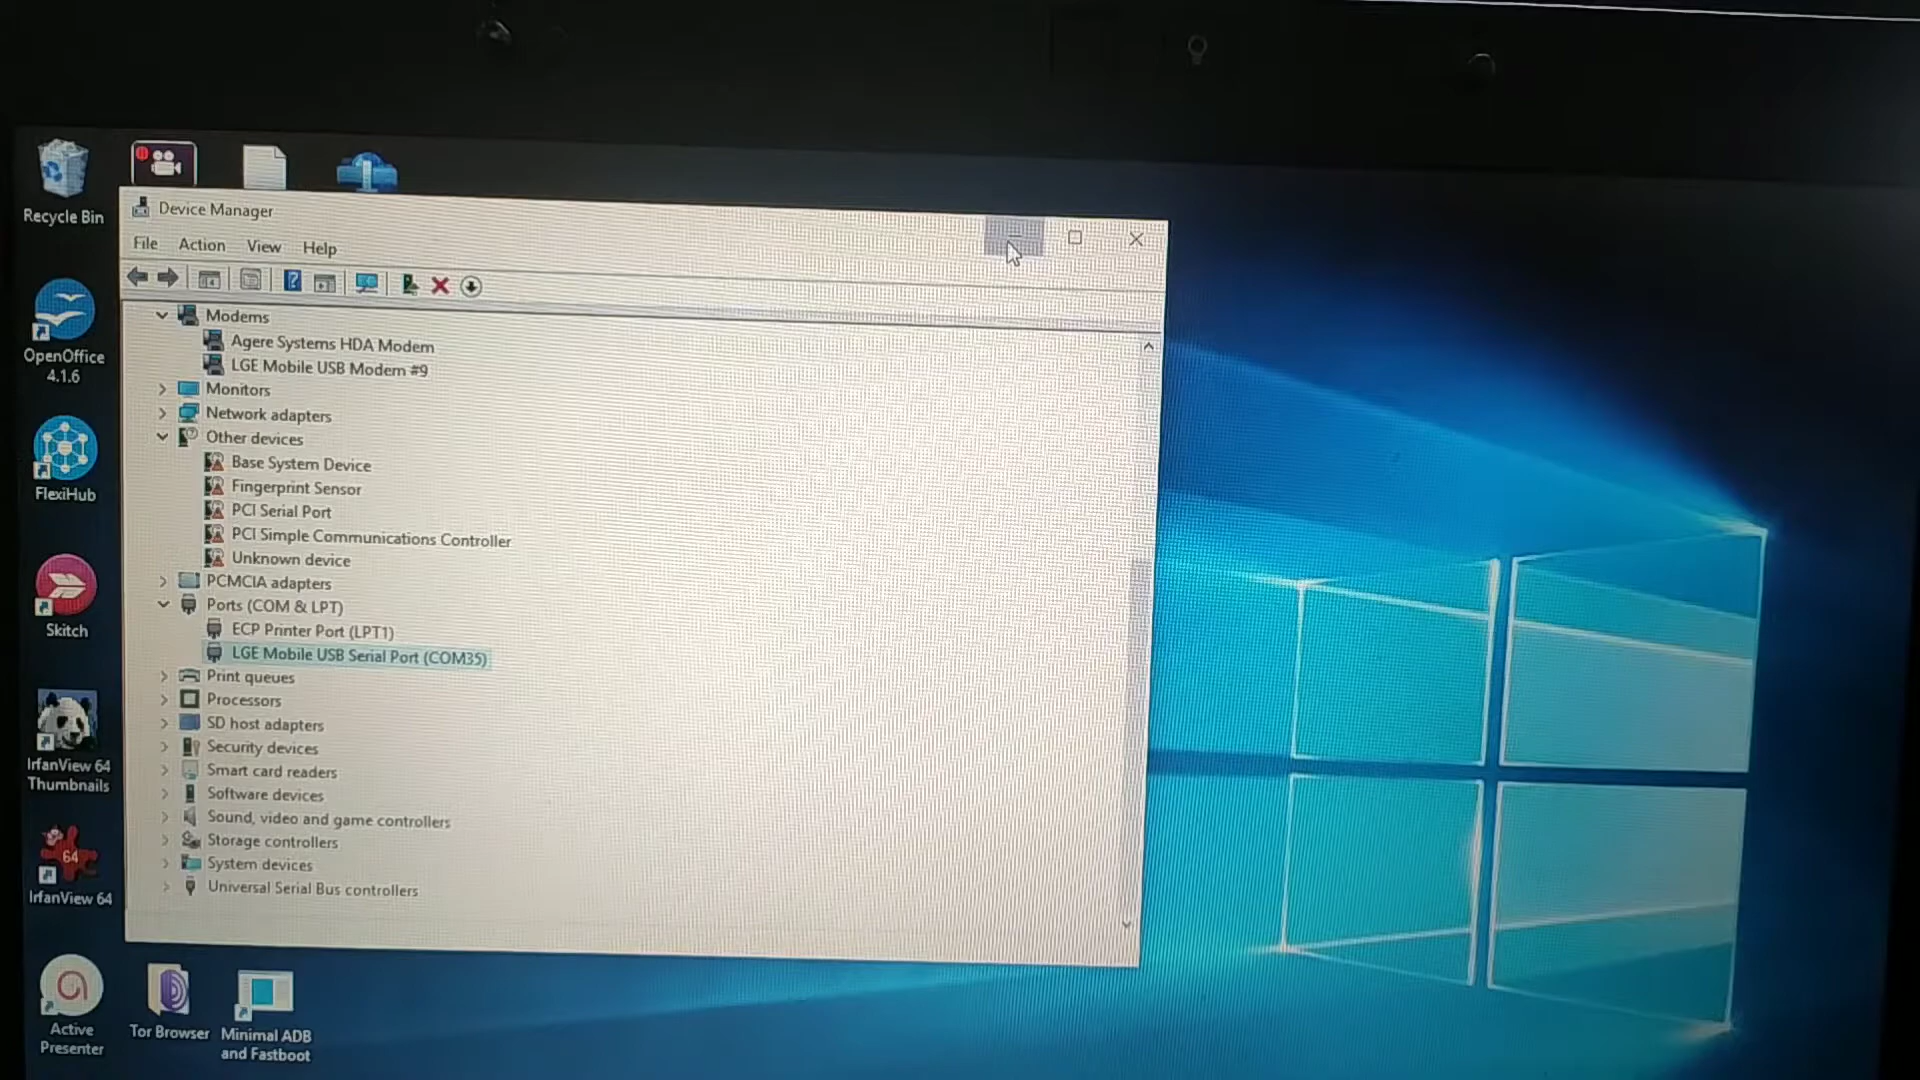 Recycle Bin
OpenOffice
4.1.6
FlexiHub
Skitch
IrfanView 64
Thumbnails
64
IrfanView 64
Active
Presenter
Tor Browser
Minimal ADB
and Fastboot
Device Manager
File Action View Help
Modems
Agere Systems HDA Modem
LGE Mobile USB Modem #9
Monitors
Network adapters
Other devices
Base System Device
Fingerprint Sensor
PCI Serial Port
PCI Simple Communications Controller
Unknown device
PCMCIA adapters
Ports (COM & LPT)
ECP Printer Port (LPT1)
LGE Mobile USB Serial Port (COM35)
Print queues
Processors
SD host adapters
Security devices
Smart card readers
Software devices
Sound, video and game controllers
Storage controllers
System devices
Universal Serial Bus controllers